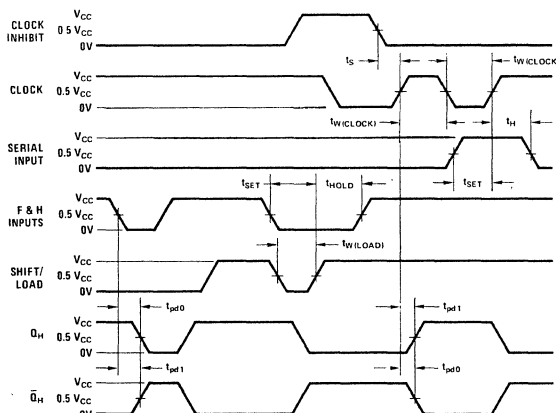 CLOCK INHIBIT
VCC
0 5 VCC
0V
tS
tW(CLOCK
CLOCK
VCC
0.5 VCC
0V
tW(CLOCK)
tH
SERIAL INPUT
VCC
0.5 VCC
0V
tSET
tHOLD
tSET
F & H INPUTS
VCC
0.5 VCC
0V
tW(LOAD)
SHIFT/ LOAD
VCC
0.5 VCC
0V
tpd0
tpd1
QH
VCC
0.5 VCC
0V
tpd1
tpd0
Q̅H
VCC
0.5 VCC
0V